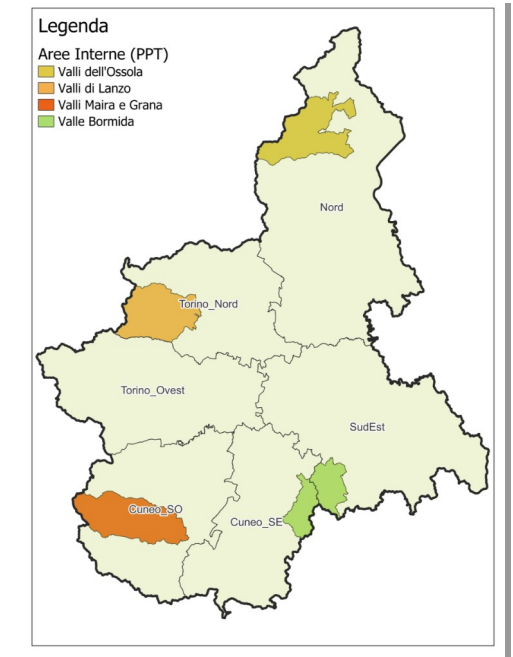 Legenda
Aree Interne (PPT)
Valli dell'Ossola
Valli di Lanzo
Valli Maira e Grana
Valle Bormida
Nord
Torino_Nord
Torino_Ovest
SudEst
Cuneo_SO
Cuneo_SE